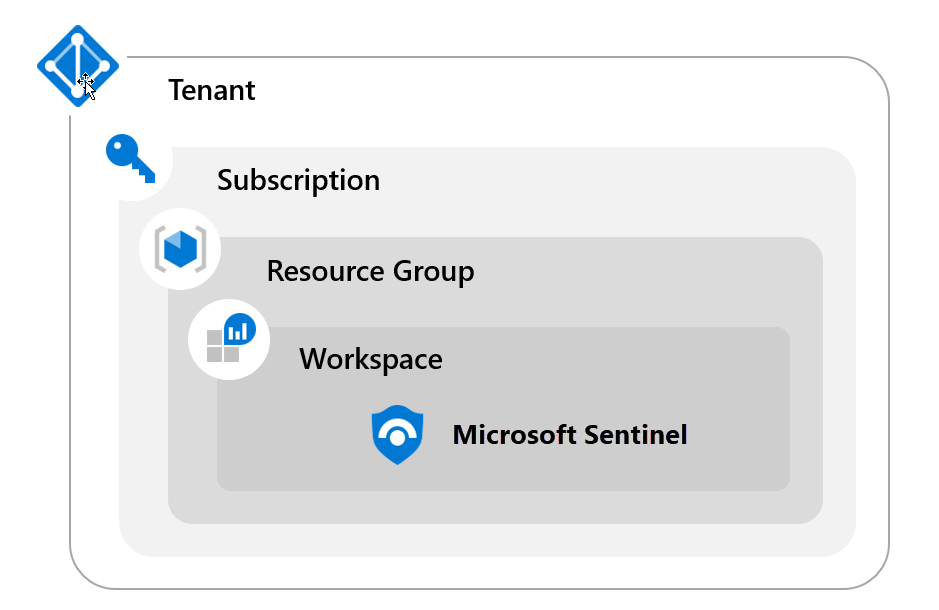 Tenant
Subscription
Resource Group
Workspace
Microsoft Sentinel